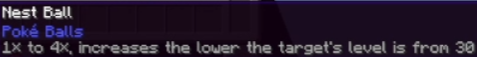 Nest Ball
Poké Balls
1× to 4×, increases the lower the target's level is from 30